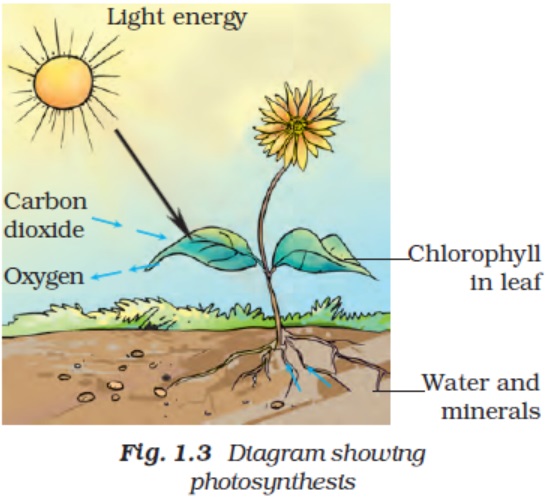 Light energy
Carbon
dioxide
Oxygen
Chlorophyll
in leaf
Water and
minerals
Fig. 1.3 Diagram showing
photosynthesis